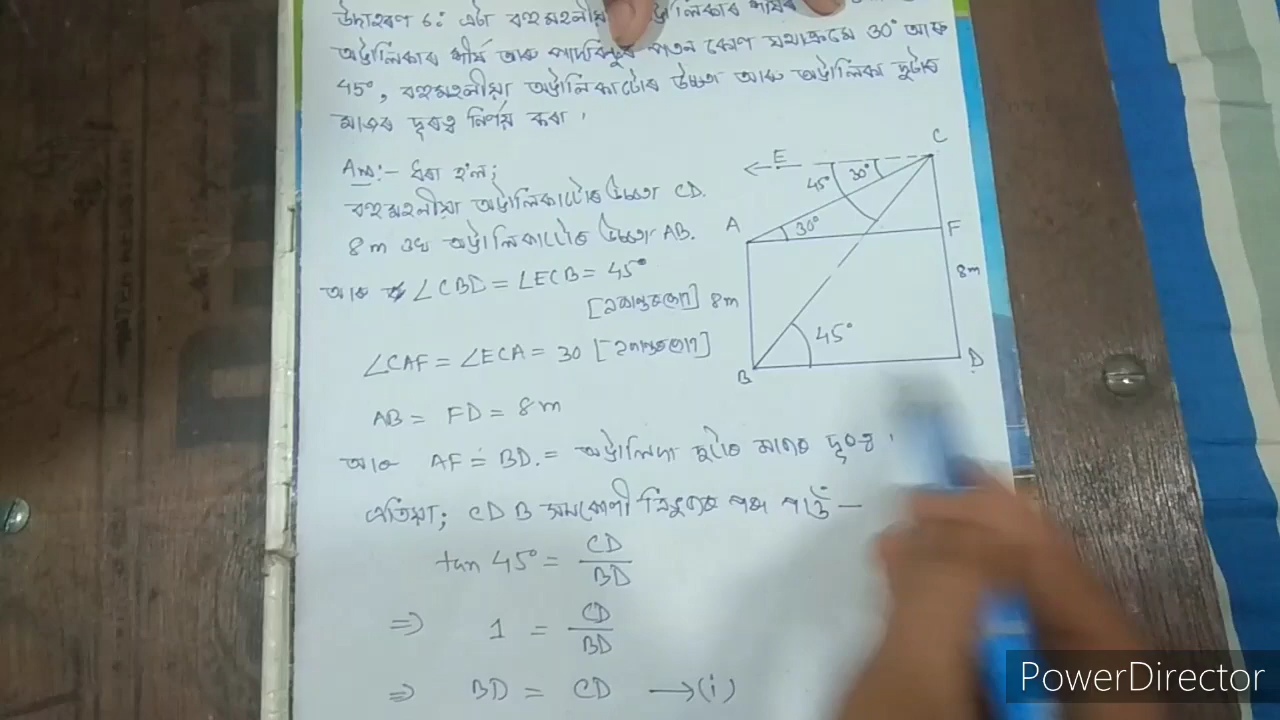 উদাহৰণ 6: এটা বহুমহলীয়া
অট্টালিকাৰ শীৰ্ষ আৰু পাদবিন্দুৰ পতন কোণ যথাক্ৰমে 30° আৰু
45°, বহুমহলীয়া অট্টালিকাটোৰ উচ্চতা আৰু অট্টালিকা দুটাৰ
মাজৰ দূৰত্ব নিৰ্ণয় কৰা ।
Ans:- ধৰা হ'ল;
বহুমহলীয়া অট্টালিকাটোৰ উচ্চতা CD.
8m ওখ অট্টালিকাটোৰ উচ্চতা AB.
আৰু ∠CBD = ∠ECB = 45°
[একান্তৰকোণ]
∠CAF = ∠ECA = 30 [একান্তৰকোণ]
AB = FD = 8m
আৰু AF = BD. = অট্টালিকা দুটাৰ মাজৰ দূৰত্ব ।
এতিয়া; CDB সমকোণী ত্ৰিভুজৰ পৰা পাওঁ —
tan 45° = CD/BD
⇒ 1 = CD/BD
⇒ BD = CD →(i)
E
C
45°
30°
A
30°
F
8m
8m
45°
B
D
PowerDirector